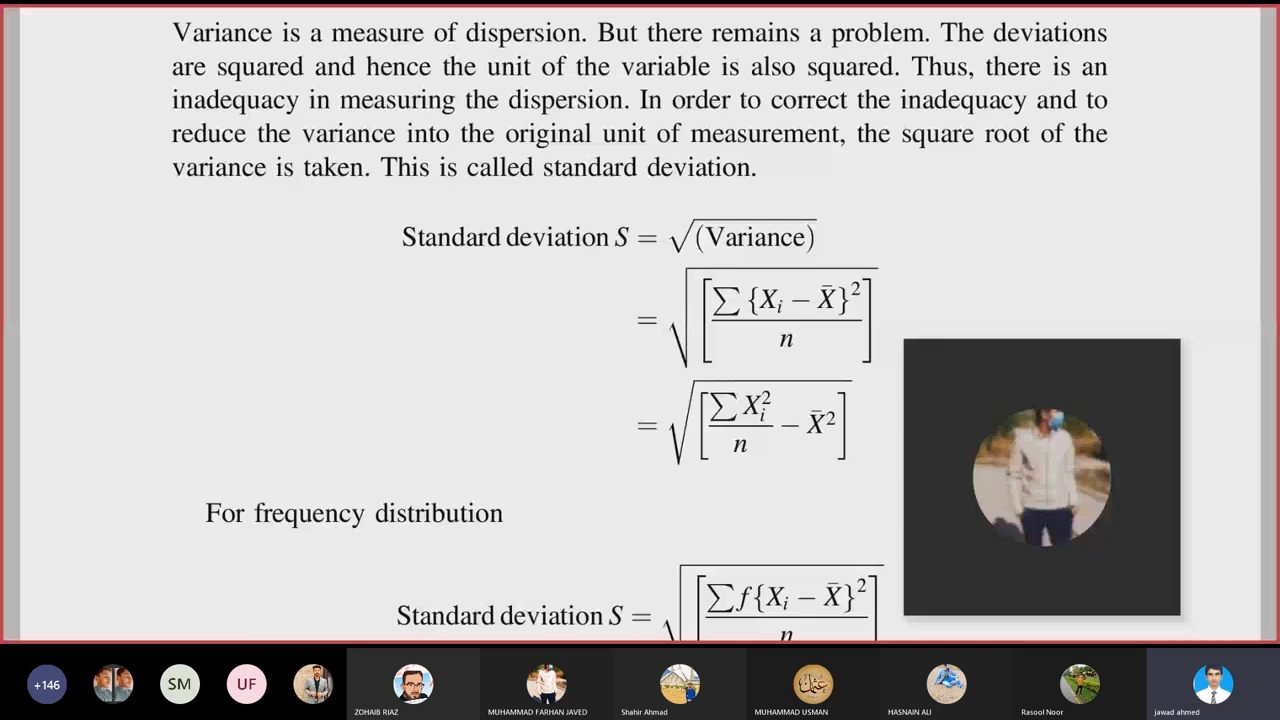 Variance is a measure of dispersion. But there remains a problem. The deviations
are squared and hence the unit of the variable is also squared. Thus, there is an
inadequacy in measuring the dispersion. In order to correct the inadequacy and to
reduce the variance into the original unit of measurement, the square root of the
variance is taken. This is called standard deviation.
Standard deviation S = √(Variance)
= √[∑ {Xᵢ − X̄}² / n]
= √[∑ Xᵢ² / n − X̄²]
For frequency distribution
Standard deviation S = √[∑ f{Xᵢ − X̄}² / n]
+146 SM UF
ZOHAIB RIAZ MUHAMMAD FARHAN JAVED Shahir Ahmad MUHAMMAD USMAN HASNAIN ALI Rasool Noor jawad ahmed